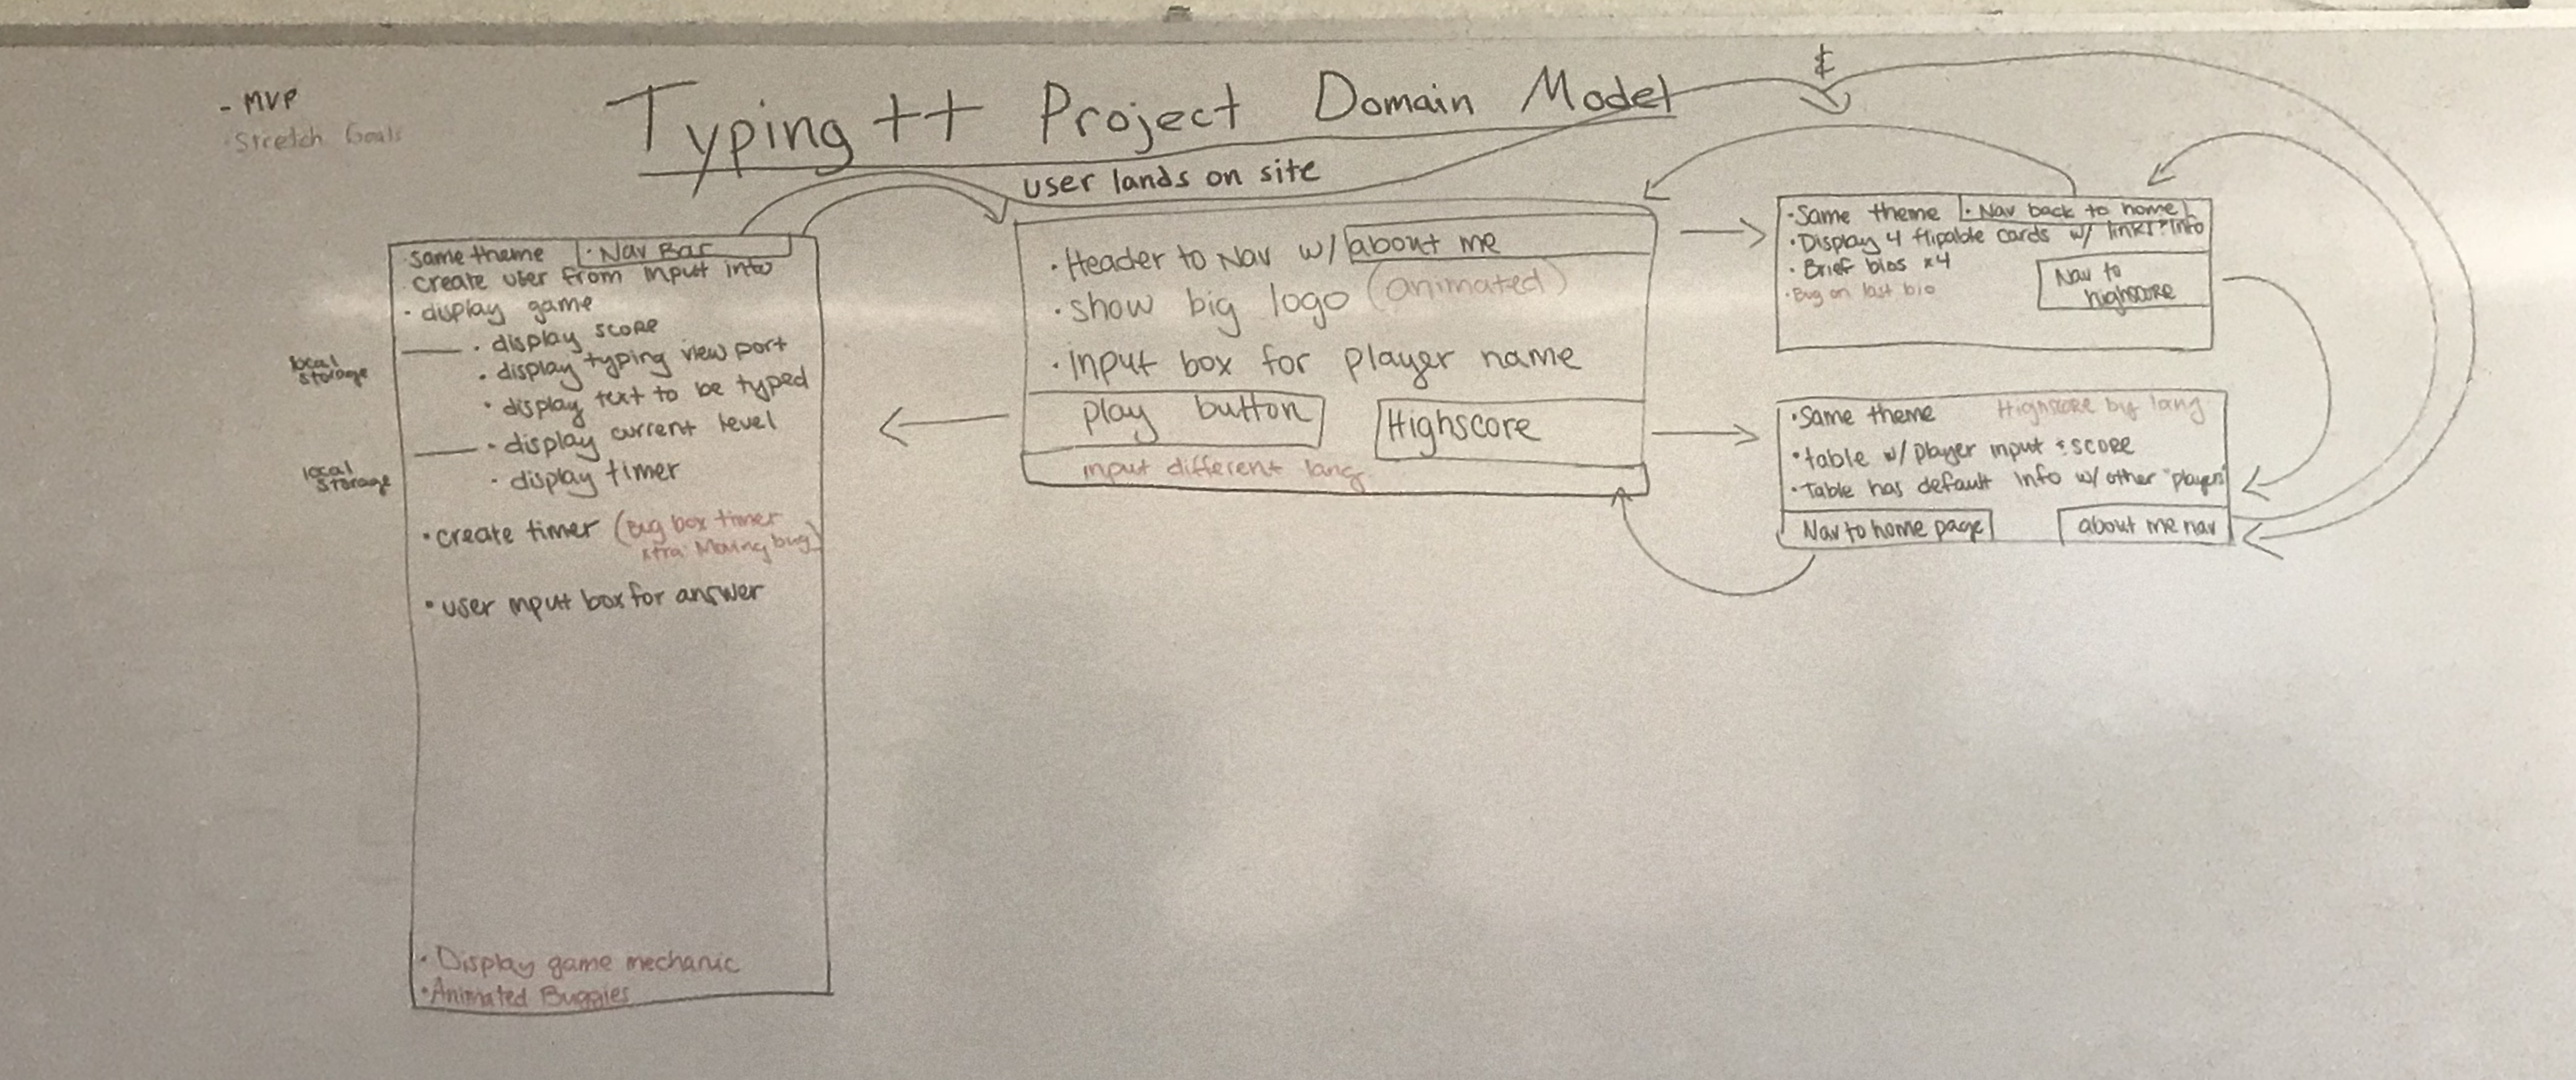 - MVP
· Stretch Goals
Typing ++ Project Domain Model
user lands on site
&
same theme · Nav Bar
create user from input into
· display game
· display score
· display typing view port
· display text to be typed
· display current level
· display timer
local storage
local storage
· create timer (Bug box timer
xtra: Moving bug)
· user input box for answer
· Display game mechanic
· Animated Buggies
· Header to Nav w/ about me
· show big logo (animated)
· Input box for player name
play button
Highscore
input different lang.
· Same theme · Nav back to home
· Display 4 flipable cards w/ info
· Brief bios x4
· Bug on last bio
Nav to highscore
· Same theme Highscore by lang
· table w/ player input & score
· Table has default info w/ other "players"
Nav to home page
about me nav